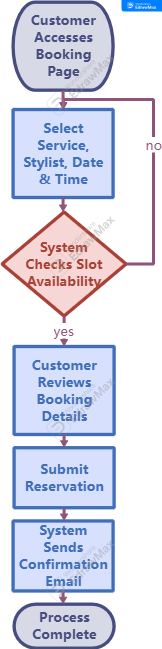 EdrawMax
Customer
Accesses
Booking
Page
Select
Service,
Stylist, Date
& Time
no
System
Checks Slot
Availability
yes
Customer
Reviews
Booking
Details
Submit
Reservation
System
Sends
Confirmation
Email
Process
Complete